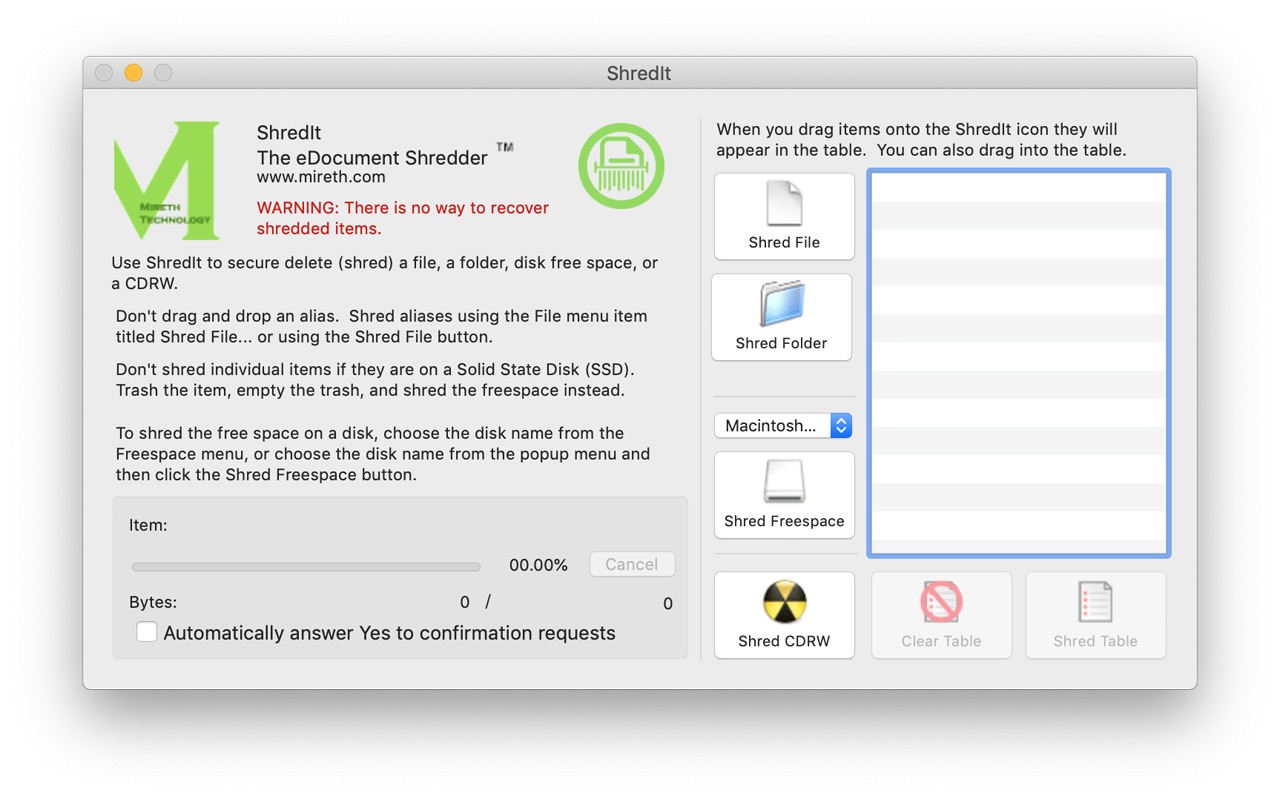 ShredIt
ShredIt
The eDocument Shredder ™
www.mireth.com
WARNING: There is no way to recover
shredded items.
MIRETH
TECHNOLOGY
Use ShredIt to secure delete (shred) a file, a folder, disk free space, or
a CDRW.
Don't drag and drop an alias.  Shred aliases using the File menu item
titled Shred File... or using the Shred File button.
Don't shred individual items if they are on a Solid State Disk (SSD).
Trash the item, empty the trash, and shred the freespace instead.
To shred the free space on a disk, choose the disk name from the
Freespace menu, or choose the disk name from the popup menu and
then click the Shred Freespace button.
Item:
00.00%
Cancel
Bytes:
0 / 0
Automatically answer Yes to confirmation requests
When you drag items onto the ShredIt icon they will
appear in the table.  You can also drag into the table.
Shred File
Shred Folder
Macintosh...
Shred Freespace
Shred CDRW
Clear Table
Shred Table